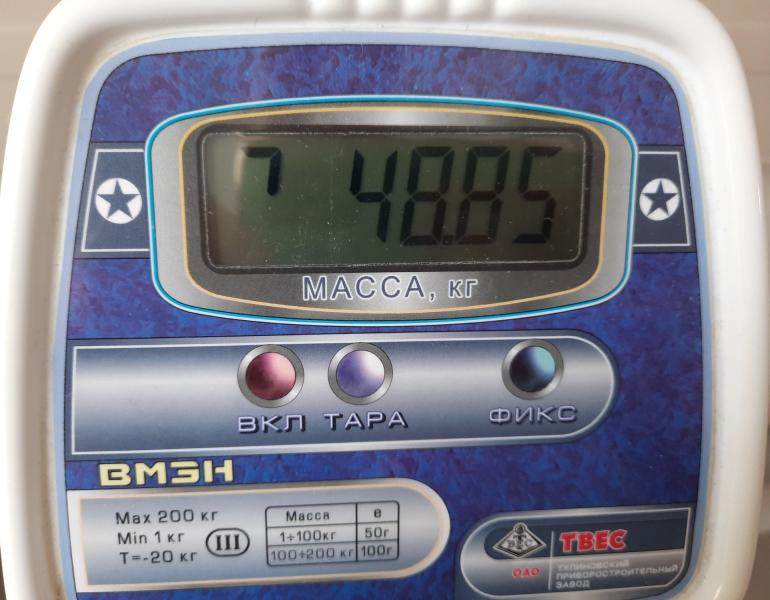 48.85
МАССА, кг
ВКЛ ТАРА ФИКС
ВМЭН
Max 200 кг
Min 1 кг
T=-20 кг
III
Масса е
1÷100кг 50г
100÷200 кг 100г
ТВЕС
ОАО
ТУЛИНОВСКИЙ
ПРИБОРОСТРОИТЕЛЬНЫЙ
ЗАВОД